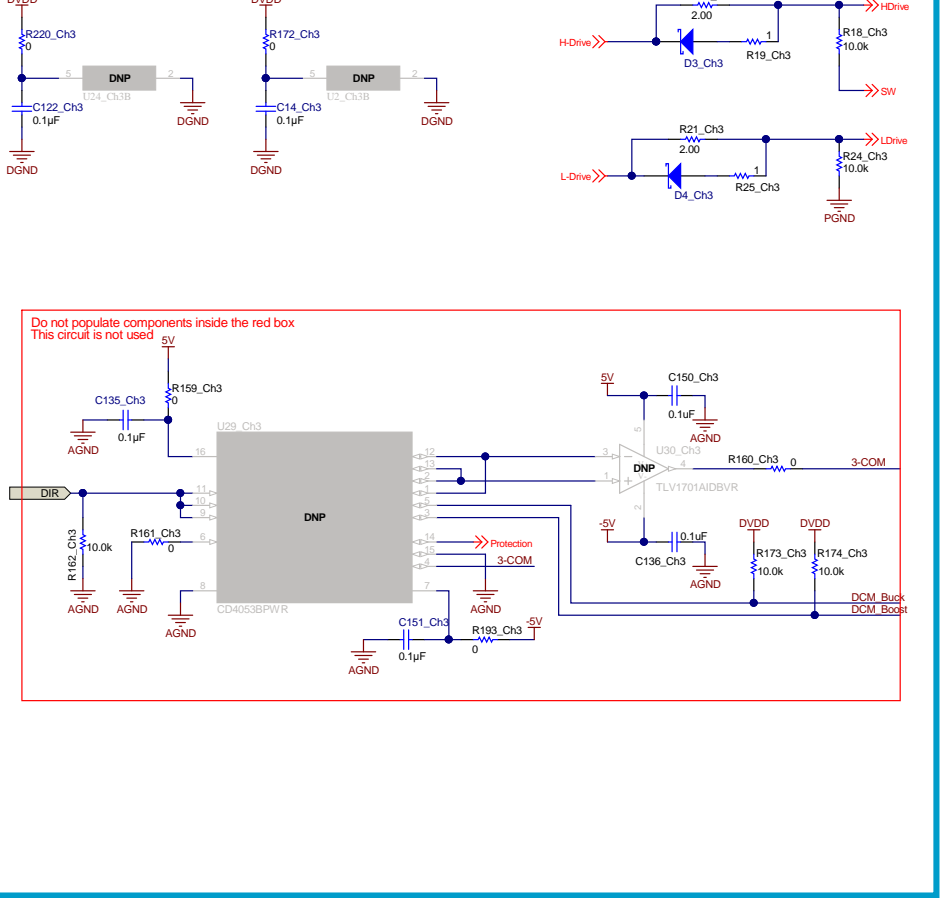 DVDD
DVDD
R220_Ch3
0
5
DNP
2
U24_Ch3B
C122_Ch3
0.1µF
DGND
DGND
R172_Ch3
0
5
DNP
2
U2_Ch3B
C14_Ch3
0.1µF
DGND
DGND
2.00
HDrive
H-Drive
1
R19_Ch3
D3_Ch3
R18_Ch3
10.0k
SW
R21_Ch3
2.00
LDrive
L-Drive
1
R25_Ch3
D4_Ch3
R24_Ch3
10.0k
PGND
Do not populate components inside the red box
This circuit is not used
5V
R159_Ch3
0
C135_Ch3
0.1µF
AGND
U29_Ch3
16
11
10
9
6
8
DNP
12
13
2
1
5
3
14
15
4
7
CD4053BPWR
DIR
R162_Ch3
10.0k
AGND
R161_Ch3
0
AGND
AGND
Protection
3-COM
AGND
C151_Ch3
0.1µF
AGND
R193_Ch3
0
-5V
5V
C150_Ch3
0.1uF
AGND
5
U30_Ch3
3
1
DNP
4
2
TLV1701AIDBVR
R160_Ch3
0
3-COM
-5V
0.1uF
C136_Ch3
AGND
DVDD
DVDD
R173_Ch3
10.0k
R174_Ch3
10.0k
DCM_Buck
DCM_Boost